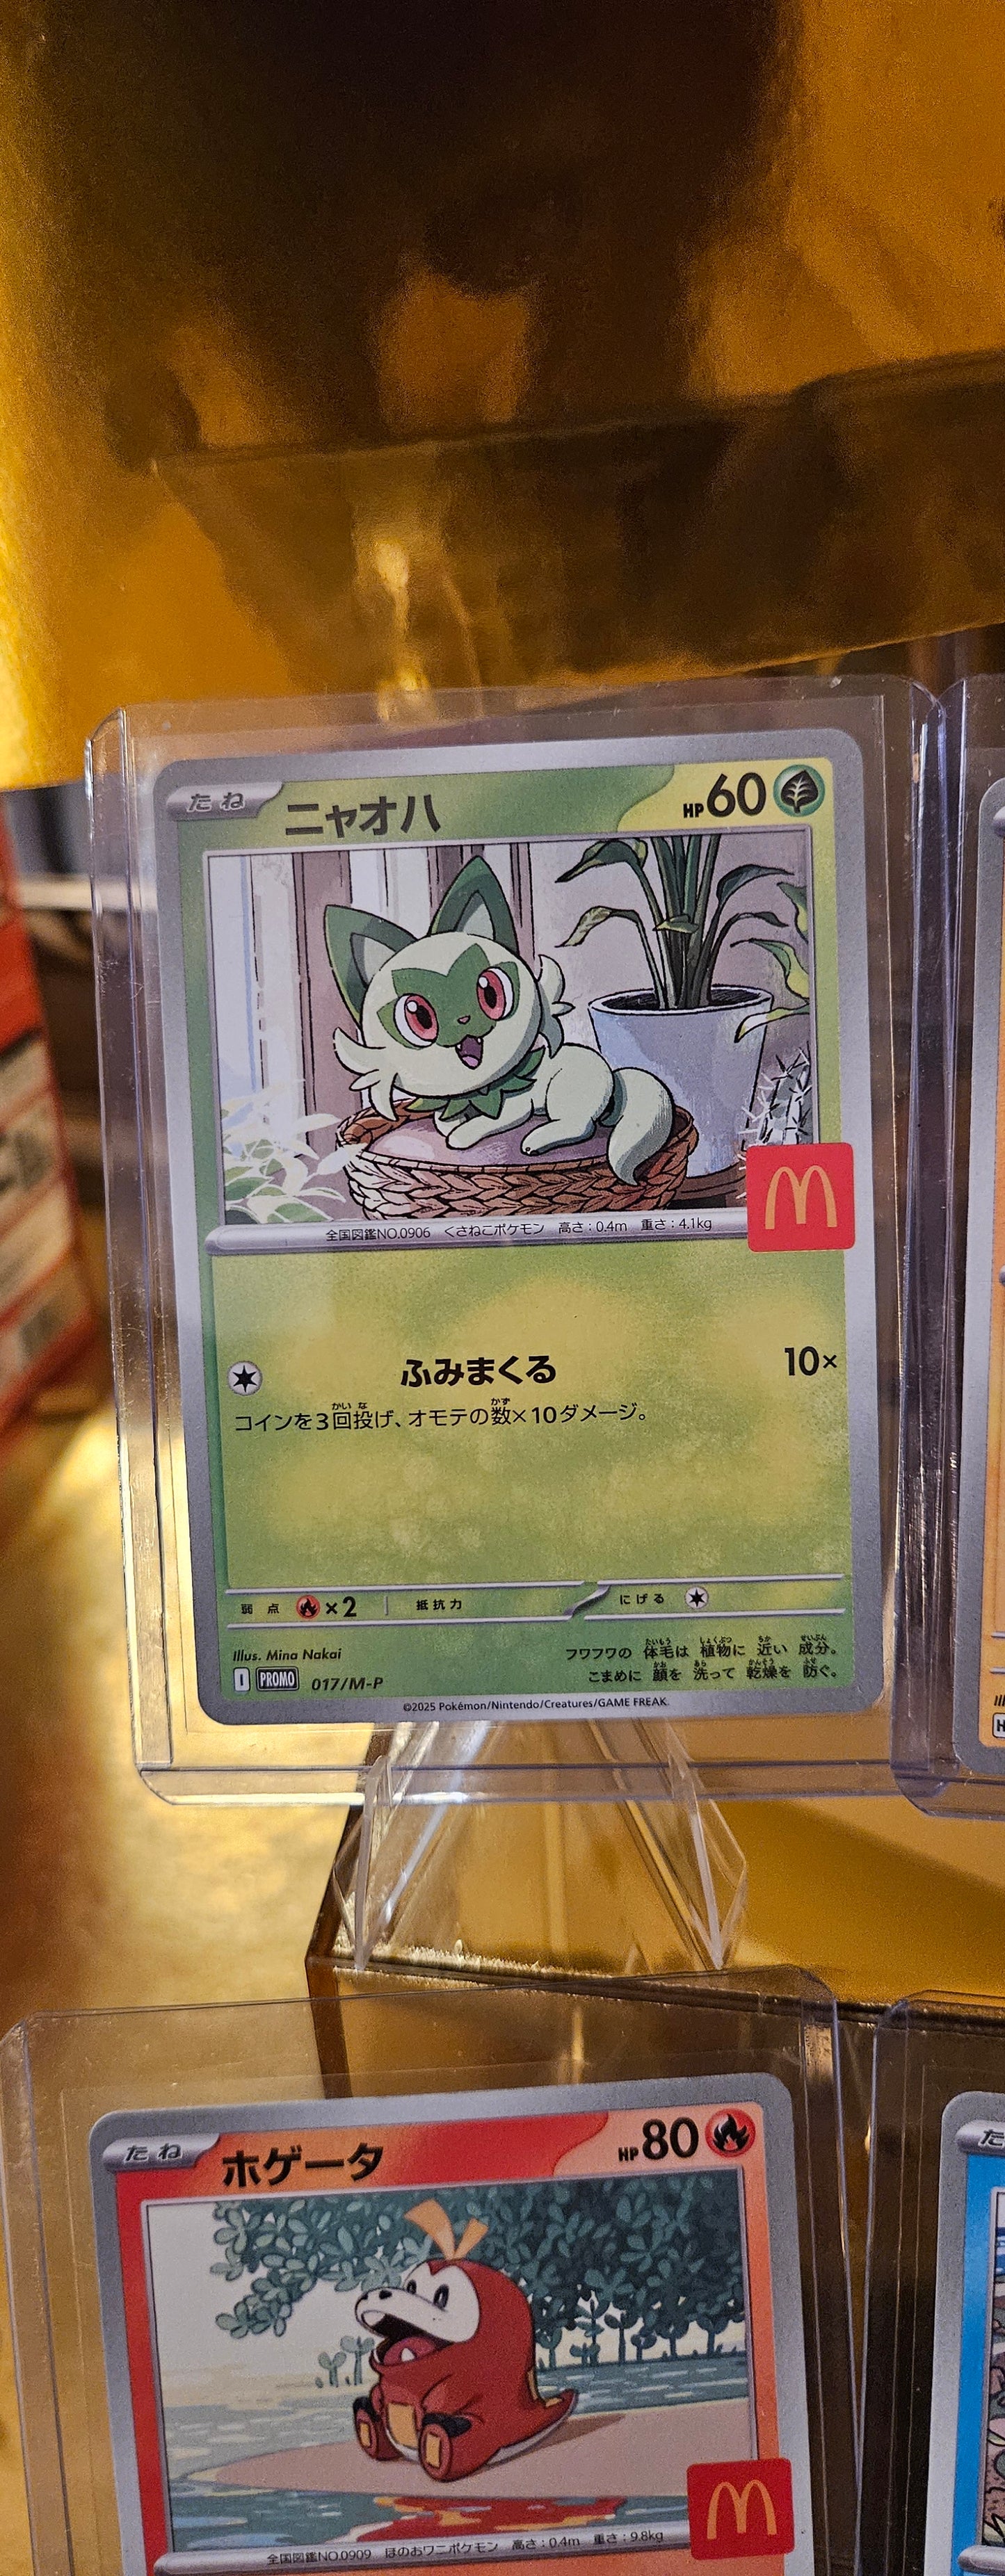 たね ニャオハ HP60
全国図鑑NO.0906 くさねこポケモン 高さ:0.4m 重さ:4.1kg
ふみまくる 10×
コインを3回投げ、オモテの数×10ダメージ。
弱点 ×2 抵抗力 にげる
Illus. Mina Nakai
フワフワの 体毛は 植物に 近い 成分。
こまめに 顔を 洗って 乾燥を 防ぐ。
I PROMO 017/M-P
©2025 Pokémon/Nintendo/Creatures/GAME FREAK.
たね ホゲータ HP80
全国図鑑NO.0909 ほのおワニポケモン 高さ:0.4m 重さ:9.8kg